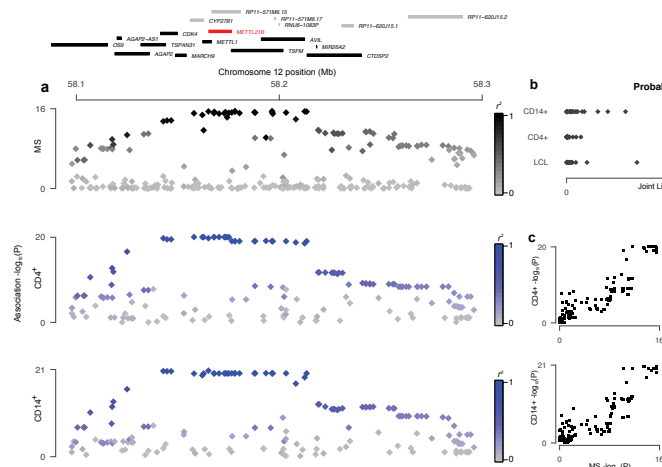 RP11-620J15.2
RP11-571M6.15
CYP27B1
RP11-571M6.17
RP11-620J15.1
RNU6-1083P
CDK4
METTL21B
AGAP2-AS1
METTL1
AVIL
OS9
TSPAN31
TSFM
MIR26A2
AGAP2
MARCH9
CTDSP2
Chromosome 12 position (Mb)
a
58.1
58.2
58.3
16
MS
0
r²
1
0
20
Association -log₁₀(P)
CD4⁺
0
r²
1
0
21
CD14⁺
0
r²
1
0
b
Probal
CD14+
CD4+
LCL
0
Joint Li
c
20
CD4+ -log₁₀(P)
0
0
16
21
CD14+ -log₁₀(P)
0
0
16
MS -log₁₀(P)